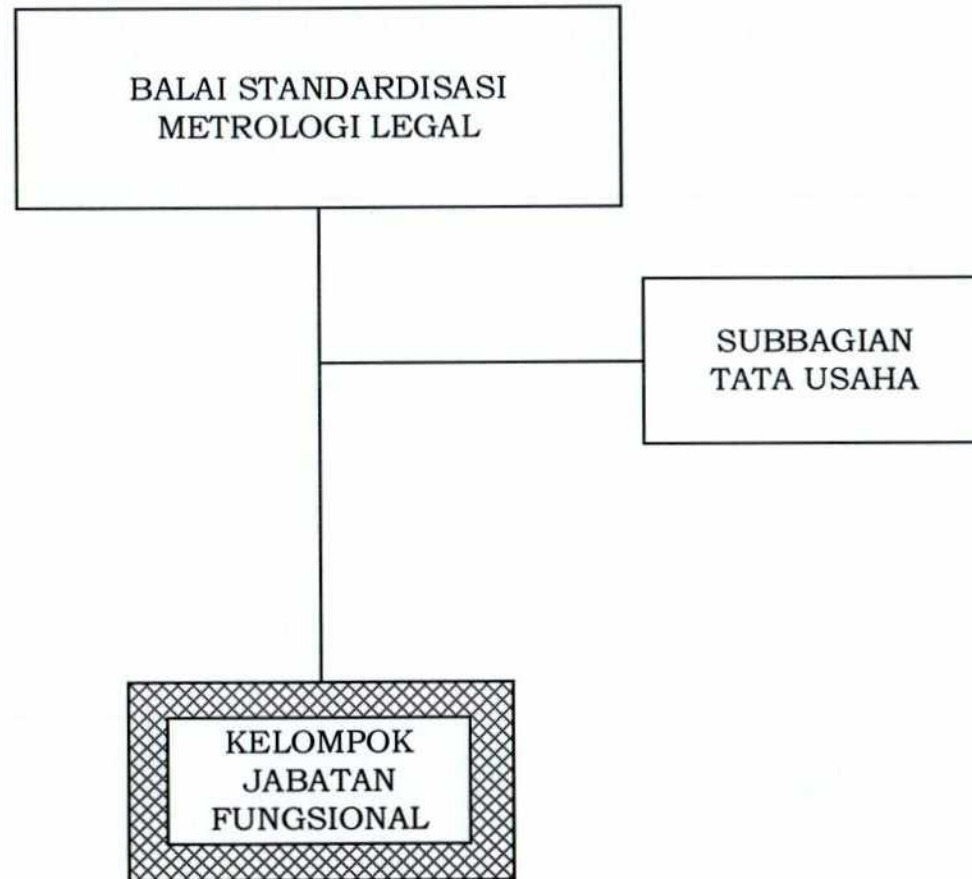 BALAI STANDARDISASI
METROLOGI LEGAL
SUBBAGIAN
TATA USAHA
KELOMPOK
JABATAN
FUNGSIONAL